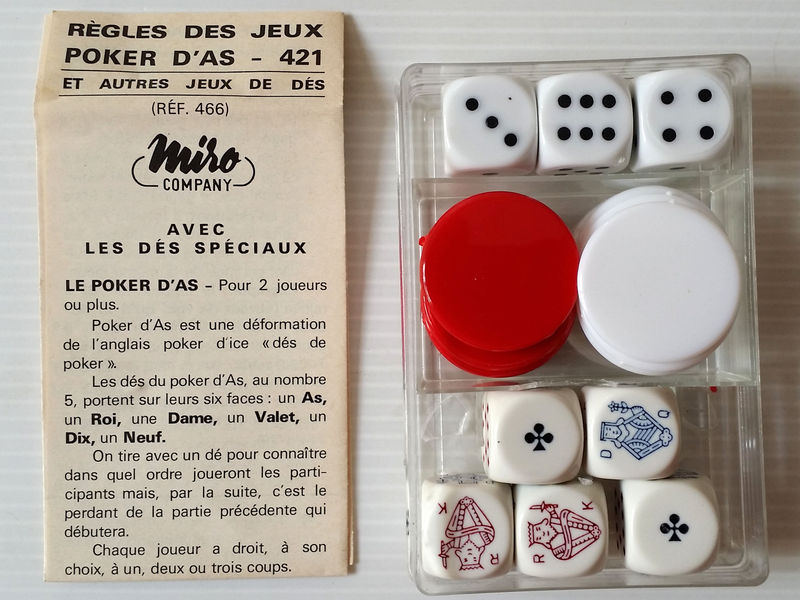 RÈGLES DES JEUX
POKER D'AS - 421
ET AUTRES JEUX DE DÉS
(RÉF. 466)
Miro
COMPANY
AVEC
LES DÉS SPÉCIAUX
LE POKER D'AS - Pour 2 joueurs
ou plus.
Poker d'As est une déformation
de l'anglais poker d'ice «dés de
poker ».
Les dés du poker d'As, au nombre
5, portent sur leurs six faces : un As,
un Roi, une Dame, un Valet, un
Dix, un Neuf.
On tire avec un dé pour connaître
dans quel ordre joueront les parti-
cipants mais, par la suite, c'est le
perdant de la partie précédente qui
débutera.
Chaque joueur a droit, à son
choix, à un, deux ou trois coups.
D Q
K R
R K